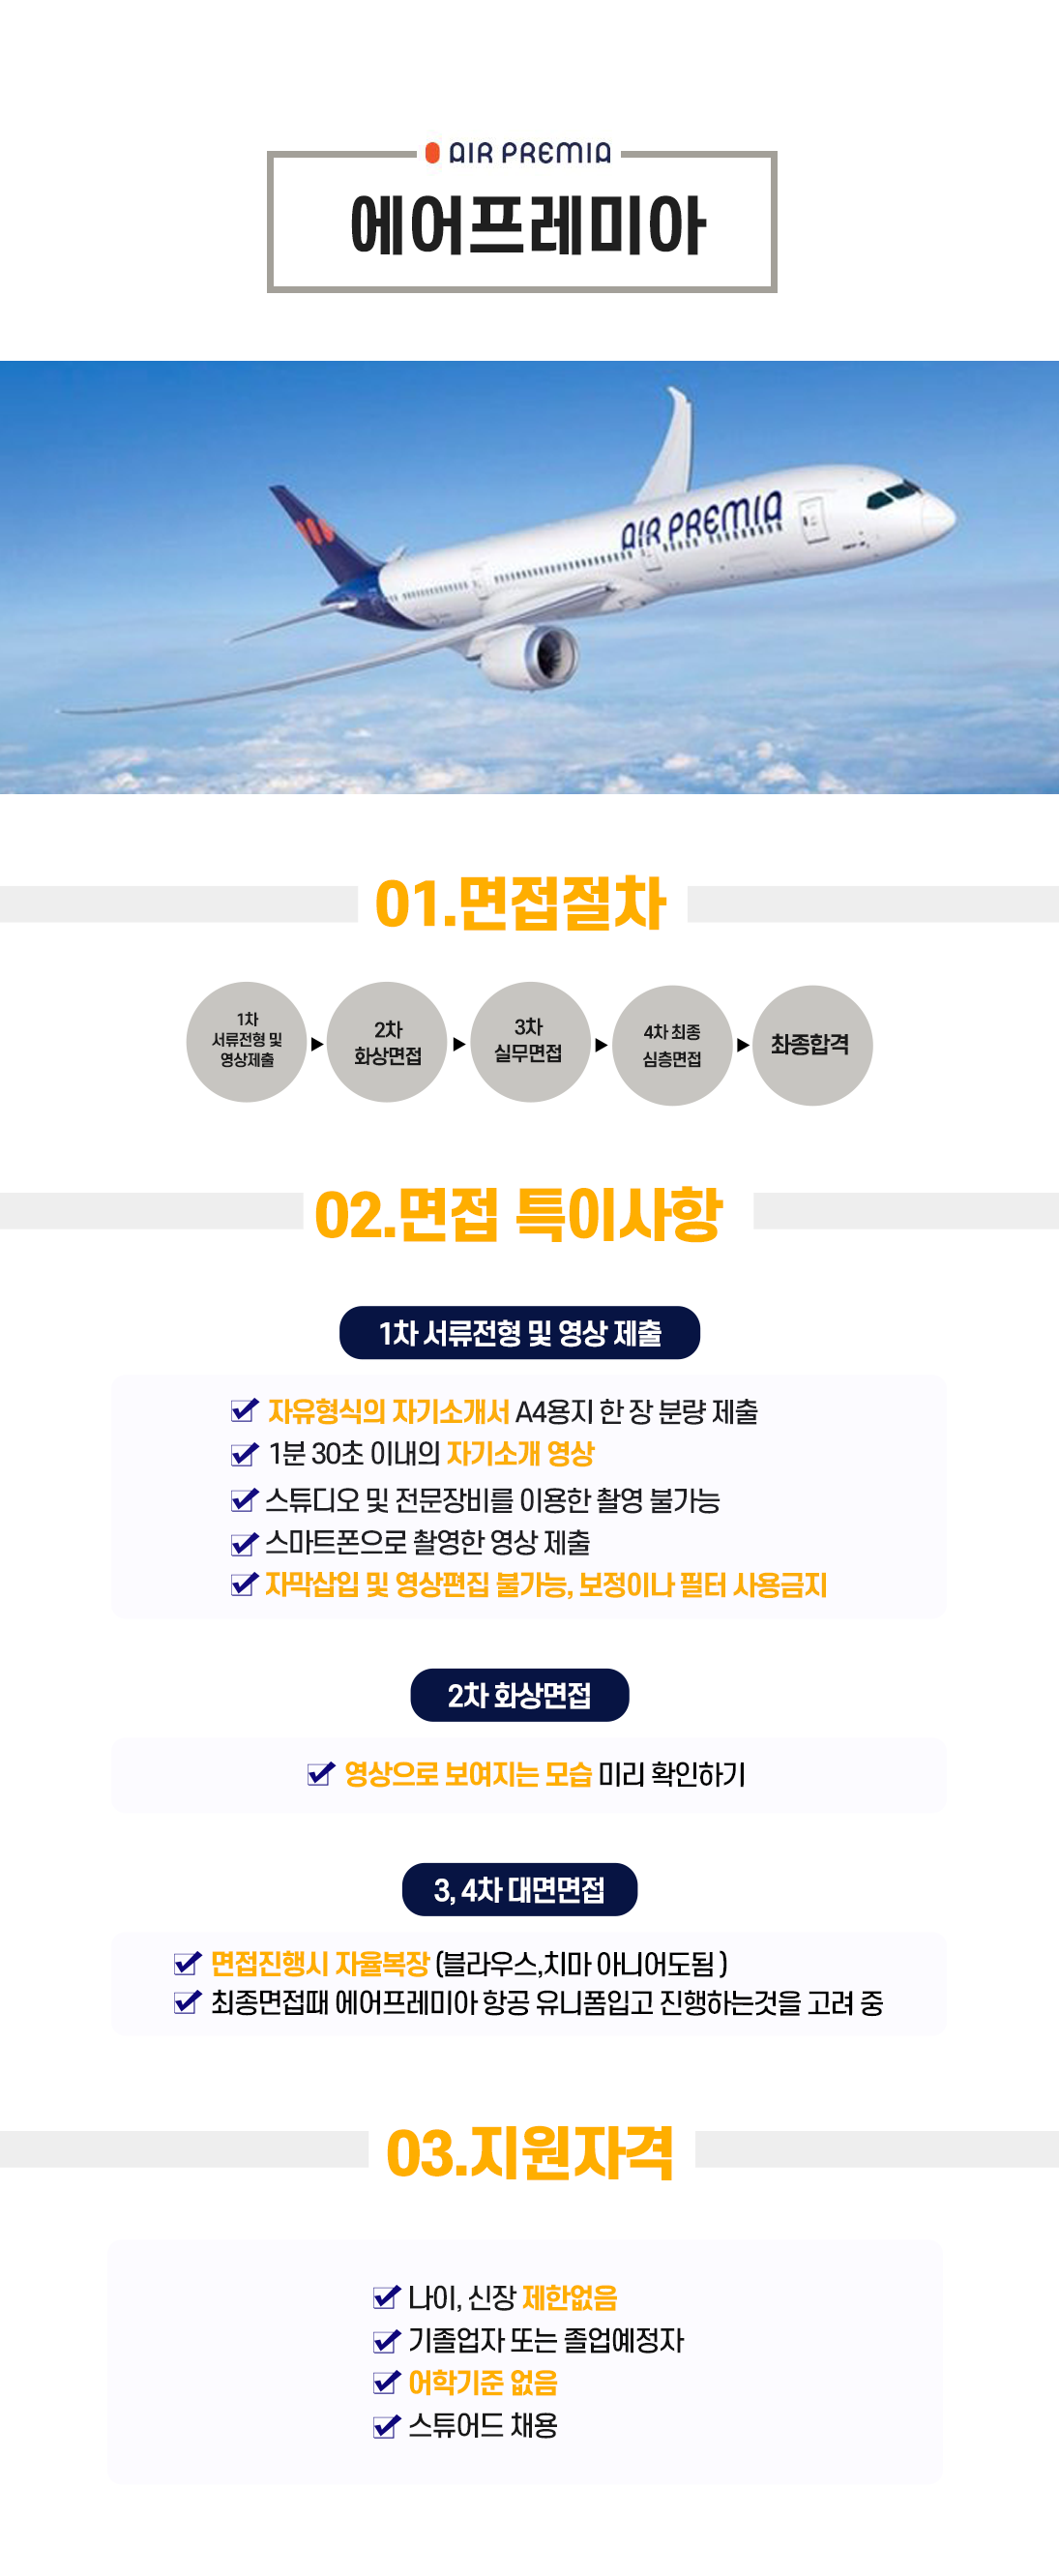 AIR PREMIA
에어프레미아
AIR PREMIA
01.면접절차
1차
서류전형 및
영상제출
2차
화상면접
3차
실무면접
4차 최종
심층면접
최종합격
02.면접 특이사항
1차 서류전형 및 영상 제출
자유형식의 자기소개서 A4용지 한 장 분량 제출
1분 30초 이내의 자기소개 영상
스튜디오 및 전문장비를 이용한 촬영 불가능
스마트폰으로 촬영한 영상 제출
자막삽입 및 영상편집 불가능, 보정이나 필터 사용금지
2차 화상면접
영상으로 보여지는 모습 미리 확인하기
3, 4차 대면면접
면접진행시 자율복장 (블라우스,치마 아니어도됨 )
최종면접때 에어프레미아 항공 유니폼입고 진행하는것을 고려 중
03.지원자격
나이, 신장 제한없음
기졸업자 또는 졸업예정자
어학기준 없음
스튜어드 채용